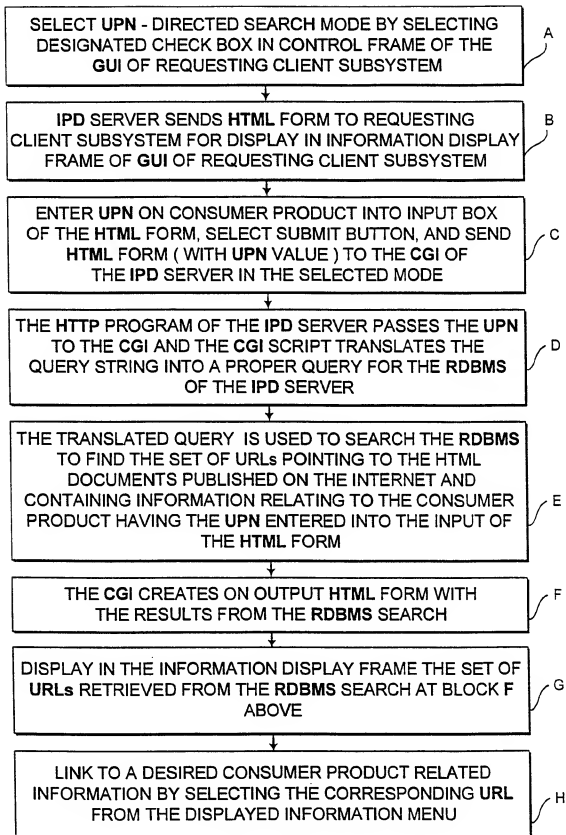 SELECT UPN - DIRECTED SEARCH MODE BY SELECTING
DESIGNATED CHECK BOX IN CONTROL FRAME OF THE
GUI OF REQUESTING CLIENT SUBSYSTEM
A
IPD SERVER SENDS HTML FORM TO REQUESTING
CLIENT SUBSYSTEM FOR DISPLAY IN INFORMATION DISPLAY
FRAME OF GUI OF REQUESTING CLIENT SUBSYSTEM
B
ENTER UPN ON CONSUMER PRODUCT INTO INPUT BOX
OF THE HTML FORM, SELECT SUBMIT BUTTON, AND SEND
HTML FORM ( WITH UPN VALUE ) TO THE CGI OF
THE IPD SERVER IN THE SELECTED MODE
C
THE HTTP PROGRAM OF THE IPD SERVER PASSES THE UPN
TO THE CGI AND THE CGI SCRIPT TRANSLATES THE
QUERY STRING INTO A PROPER QUERY FOR THE RDBMS
OF THE IPD SERVER
D
THE TRANSLATED QUERY IS USED TO SEARCH THE RDBMS
TO FIND THE SET OF URLs POINTING TO THE HTML
DOCUMENTS PUBLISHED ON THE INTERNET AND
CONTAINING INFORMATION RELATING TO THE CONSUMER
PRODUCT HAVING THE UPN ENTERED INTO THE INPUT OF
THE HTML FORM
E
THE CGI CREATES ON OUTPUT HTML FORM WITH
THE RESULTS FROM THE RDBMS SEARCH
F
DISPLAY IN THE INFORMATION DISPLAY FRAME THE SET OF
URLs RETRIEVED FROM THE RDBMS SEARCH AT BLOCK F
ABOVE
G
LINK TO A DESIRED CONSUMER PRODUCT RELATED
INFORMATION BY SELECTING THE CORRESPONDING URL
FROM THE DISPLAYED INFORMATION MENU
H